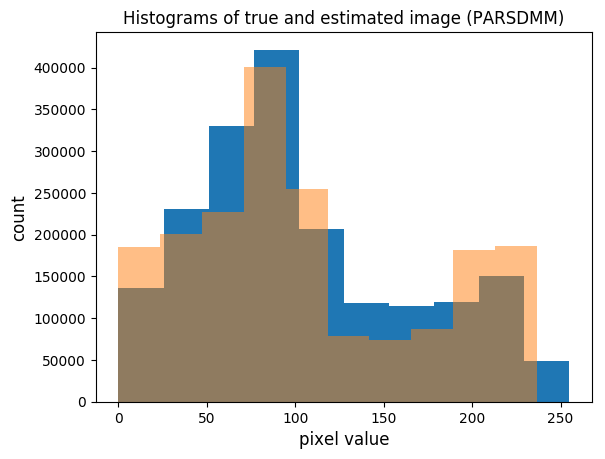 Histograms of true and estimated image (PARSDMM)
400000
350000
300000
250000
200000
150000
100000
50000
0
count
0 50 100 150 200 250
pixel value